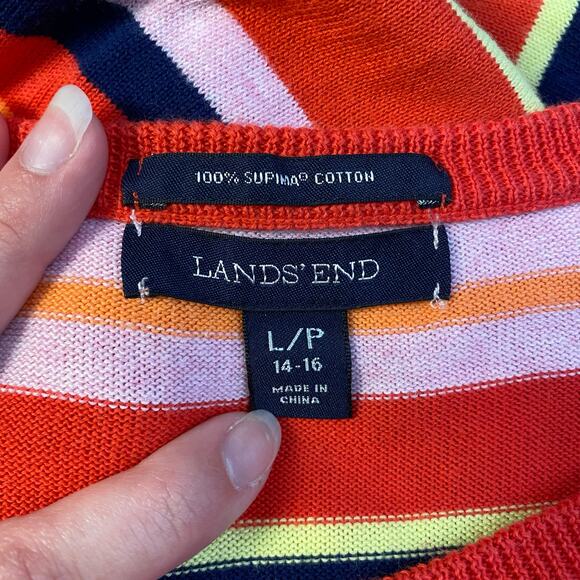 100% SUPIMA® COTTON
LANDS' END
L/P
14-16
MADE IN
CHINA